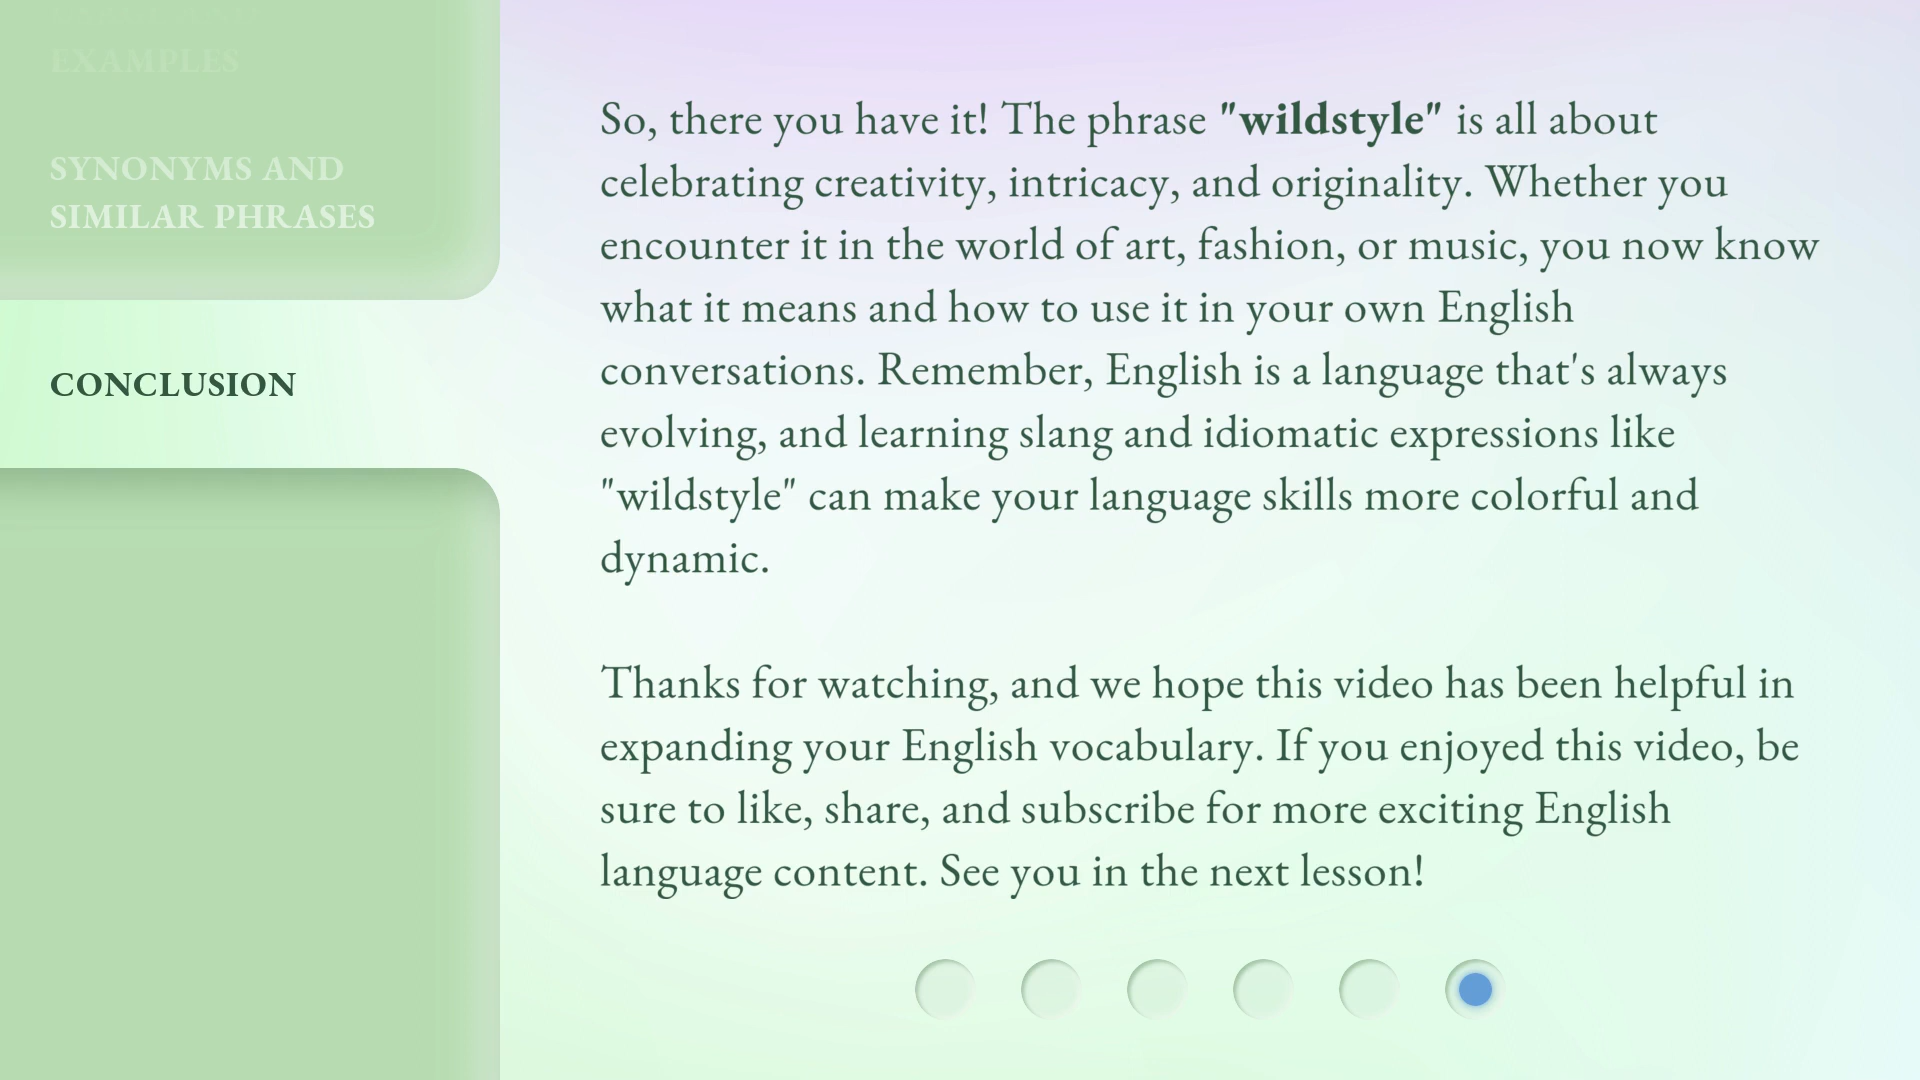 EXAMPLES
SYNONYMS AND
SIMILAR PHRASES
CONCLUSION
So, there you have it! The phrase "wildstyle" is all about
celebrating creativity, intricacy, and originality. Whether you
encounter it in the world of art, fashion, or music, you now know
what it means and how to use it in your own English
conversations. Remember, English is a language that's always
evolving, and learning slang and idiomatic expressions like
"wildstyle" can make your language skills more colorful and
dynamic.
Thanks for watching, and we hope this video has been helpful in
expanding your English vocabulary. If you enjoyed this video, be
sure to like, share, and subscribe for more exciting English
language content. See you in the next lesson!